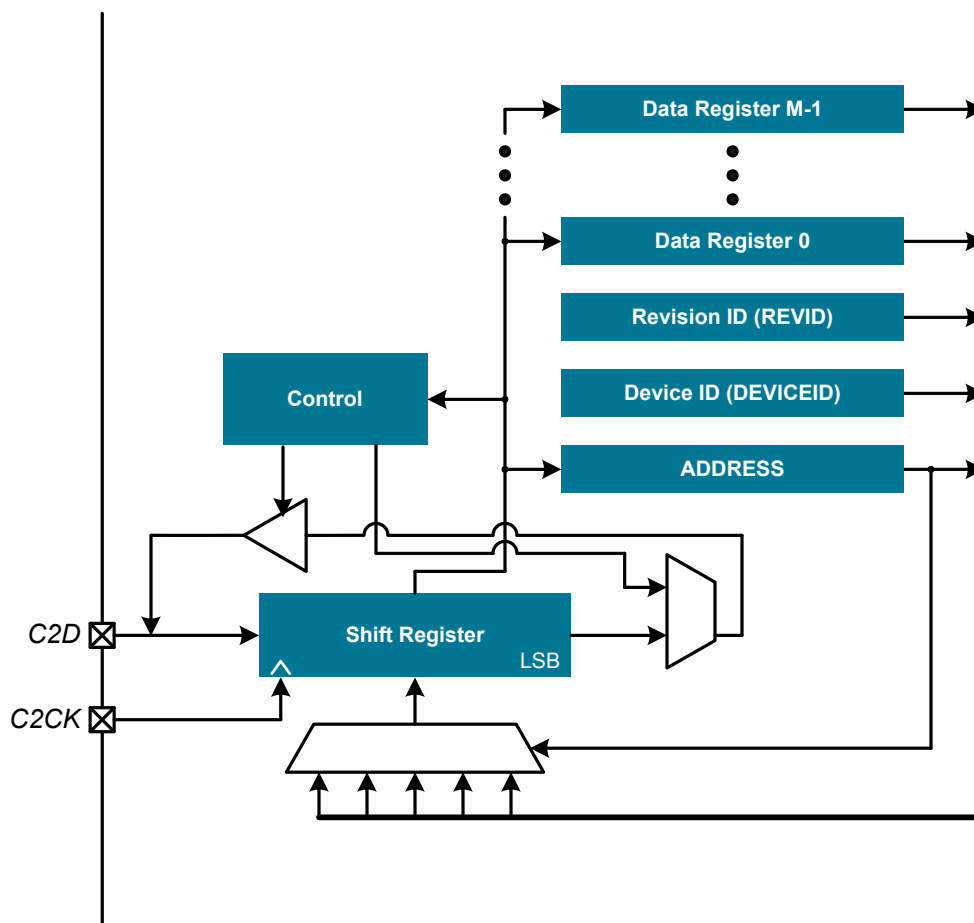 Data Register M-1
Data Register 0
Revision ID (REVID)
Control
Device ID (DEVICEID)
ADDRESS
C2D
Shift Register
LSB
C2CK